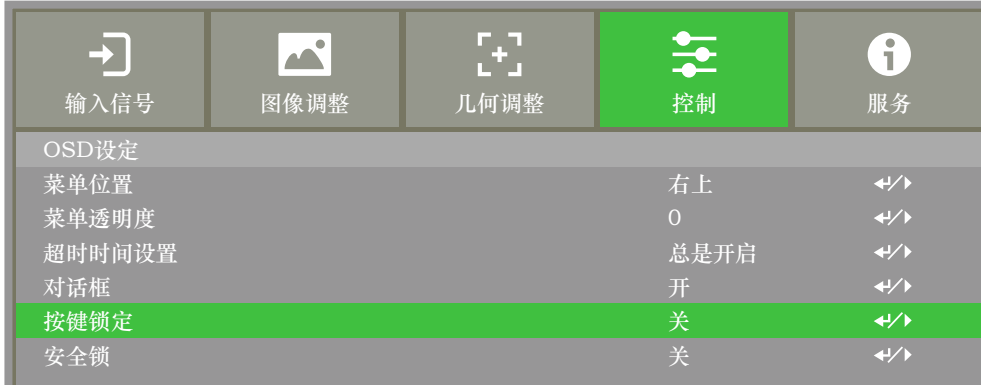 输入信号 图像调整 几何调整 控制 服务
OSD设定
菜单位置 右上
菜单透明度 0
超时时间设置 总是开启
对话框 开
按键锁定 关
安全锁 关